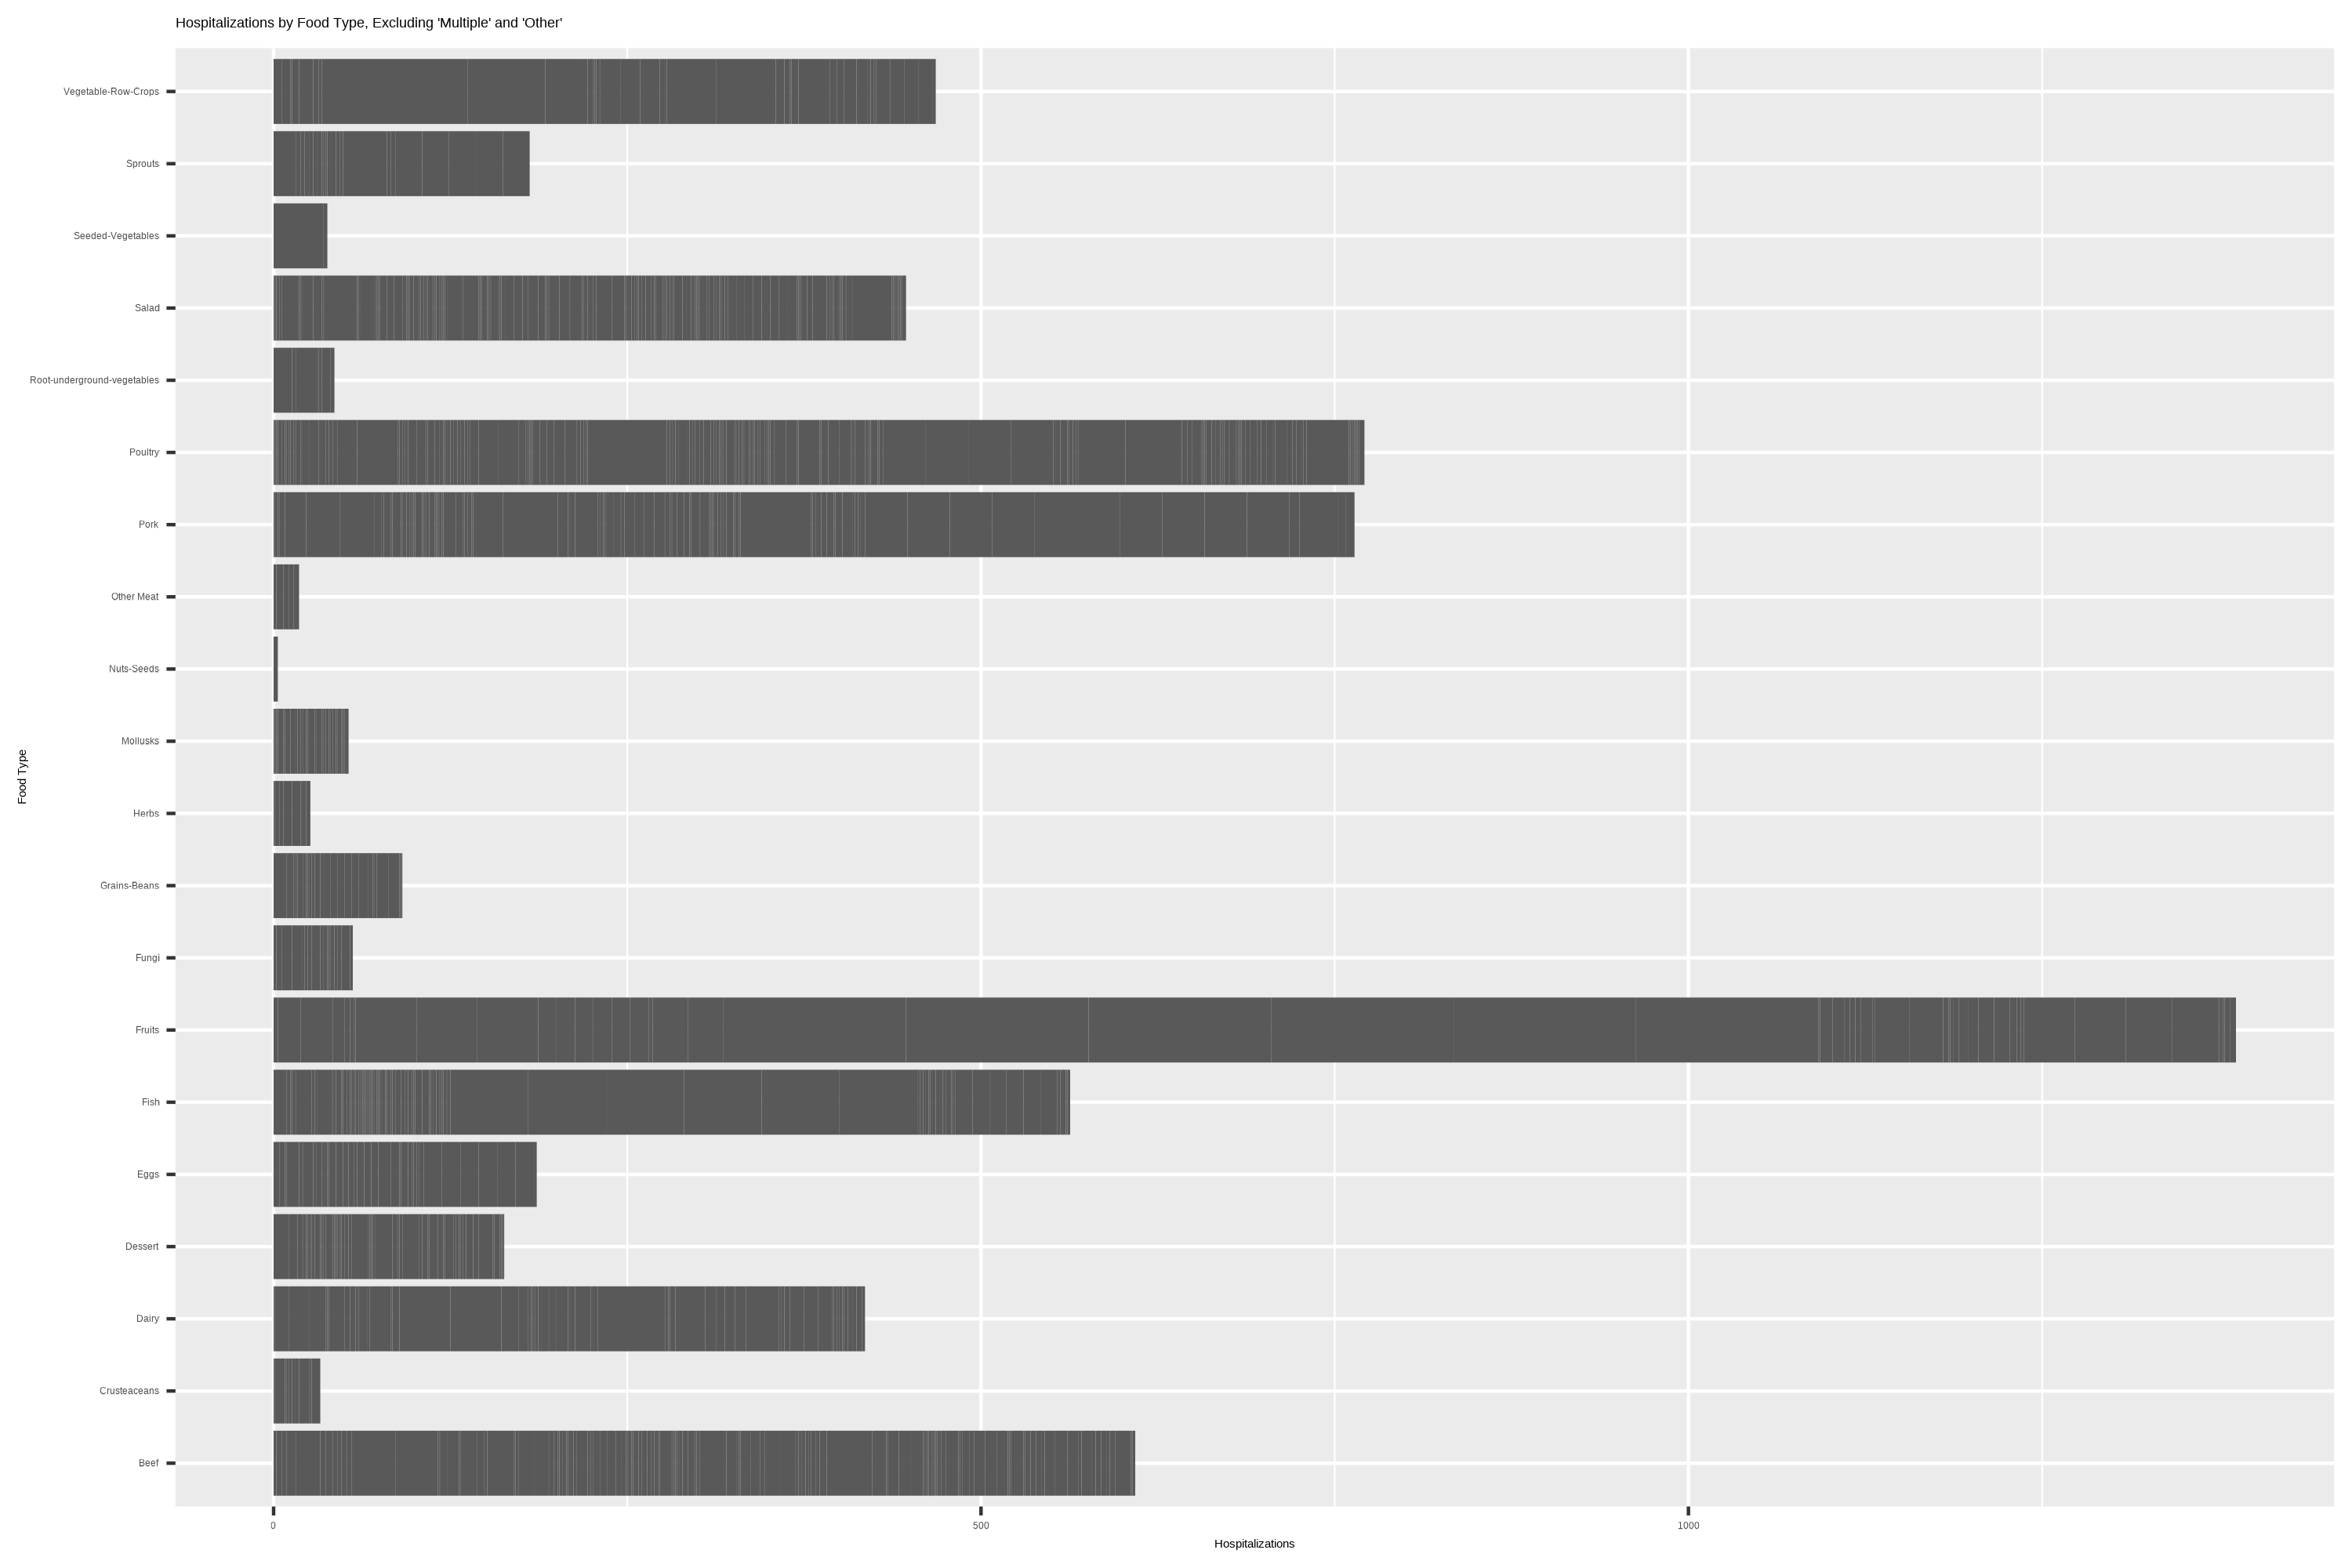 Hospitalizations by Food Type, Excluding 'Multiple' and 'Other'
Vegetable-Row-Crops
Sprouts
Seeded-Vegetables
Salad
Root-underground-vegetables
Poultry
Pork
Other Meat
Nuts-Seeds
Mollusks
Herbs
Grains-Beans
Fungi
Fruits
Fish
Eggs
Dessert
Dairy
Crusteaceans
Beef
Food Type
0
500
1000
Hospitalizations